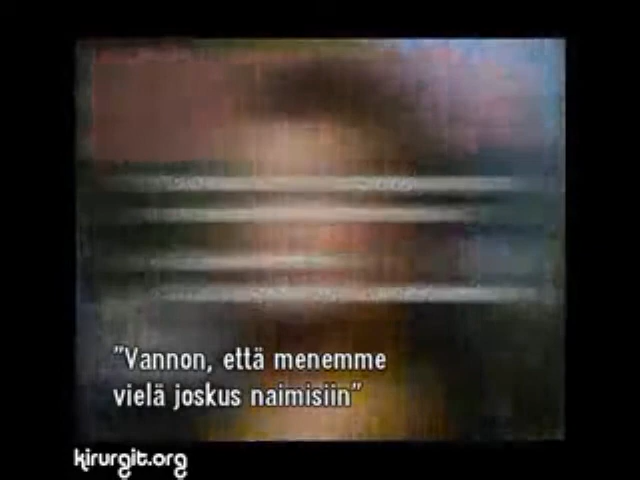 "Vannon, että menemme
vielä joskus naimisiin"
kirurgit.org